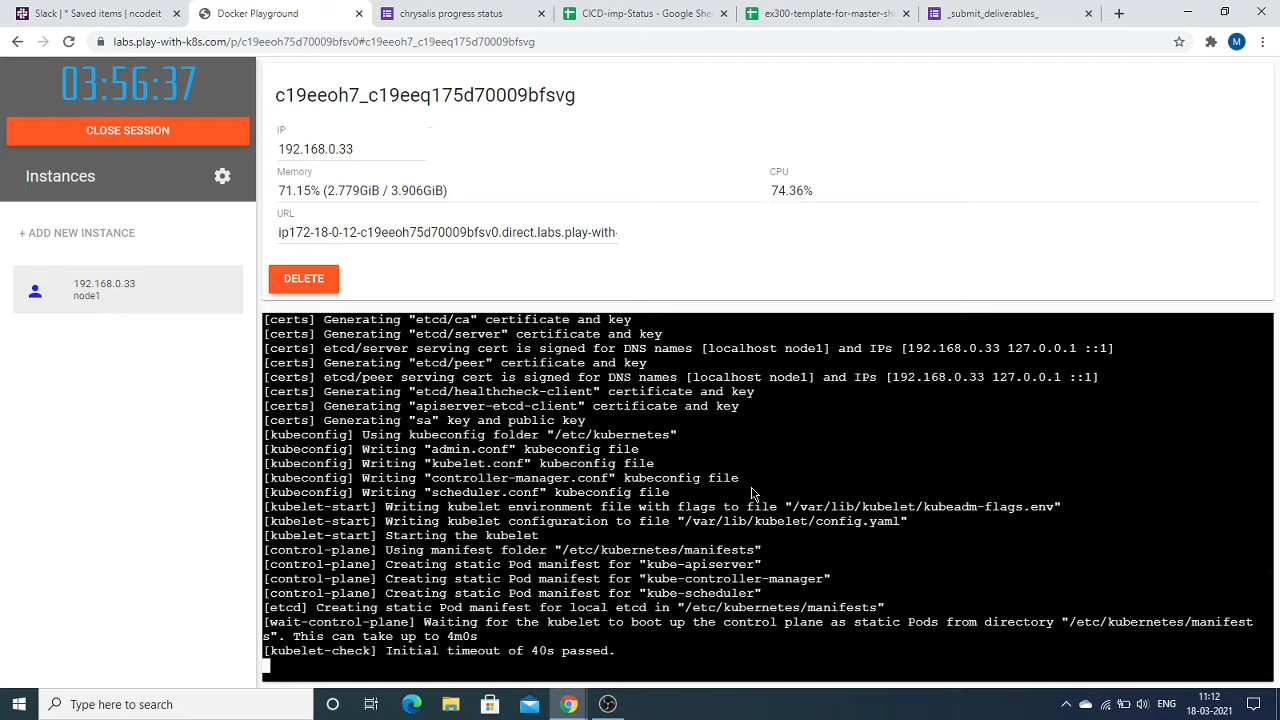 Slack | * Saved items | ncodeit
Docker Playground
chrysalis progress status
CICD-imp-Status - Google She
ex300-template-for-master-she
_submit_deliverables_
labs.play-with-k8s.com/p/c19eeoh75d70009bfsv0#c19eeoh7_c19eeq175d70009bfsvg
M
03:56:37
CLOSE SESSION
Instances
+ ADD NEW INSTANCE
192.168.0.33
node1
c19eeoh7_c19eeq175d70009bfsvg
IP
192.168.0.33
Memory
71.15% (2.779GiB / 3.906GiB)
CPU
74.36%
URL
ip172-18-0-12-c19eeoh75d70009bfsv0.direct.labs.play-with-
DELETE
[certs] Generating "etcd/ca" certificate and key
[certs] Generating "etcd/server" certificate and key
[certs] etcd/server serving cert is signed for DNS names [localhost node1] and IPs [192.168.0.33 127.0.0.1 ::1]
[certs] Generating "etcd/peer" certificate and key
[certs] etcd/peer serving cert is signed for DNS names [localhost node1] and IPs [192.168.0.33 127.0.0.1 ::1]
[certs] Generating "etcd/healthcheck-client" certificate and key
[certs] Generating "apiserver-etcd-client" certificate and key
[certs] Generating "sa" key and public key
[kubeconfig] Using kubeconfig folder "/etc/kubernetes"
[kubeconfig] Writing "admin.conf" kubeconfig file
[kubeconfig] Writing "kubelet.conf" kubeconfig file
[kubeconfig] Writing "controller-manager.conf" kubeconfig file
[kubeconfig] Writing "scheduler.conf" kubeconfig file
[kubelet-start] Writing kubelet environment file with flags to file "/var/lib/kubelet/kubeadm-flags.env"
[kubelet-start] Writing kubelet configuration to file "/var/lib/kubelet/config.yaml"
[kubelet-start] Starting the kubelet
[control-plane] Using manifest folder "/etc/kubernetes/manifests"
[control-plane] Creating static Pod manifest for "kube-apiserver"
[control-plane] Creating static Pod manifest for "kube-controller-manager"
[control-plane] Creating static Pod manifest for "kube-scheduler"
[etcd] Creating static Pod manifest for local etcd in "/etc/kubernetes/manifests"
[wait-control-plane] Waiting for the kubelet to boot up the control plane as static Pods from directory "/etc/kubernetes/manifest
s". This can take up to 4m0s
[kubelet-check] Initial timeout of 40s passed.
Type here to search
ENG
11:12
18-03-2021